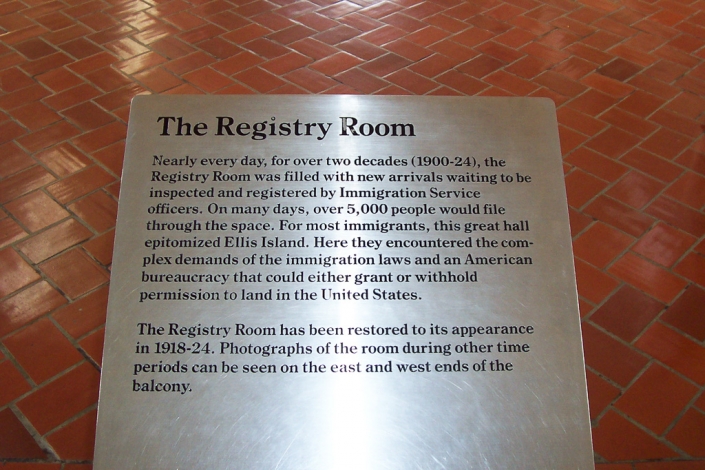 The Registry Room
Nearly every day, for over two decades (1900-24), the
Registry Room was filled with new arrivals waiting to be
inspected and registered by Immigration Service
officers. On many days, over 5,000 people would file
through the space. For most immigrants, this great hall
epitomized Ellis Island. Here they encountered the com-
plex demands of the immigration laws and an American
bureaucracy that could either grant or withhold
permission to land in the United States.
The Registry Room has been restored to its appearance
in 1918-24. Photographs of the room during other time
periods can be seen on the east and west ends of the
balcony.